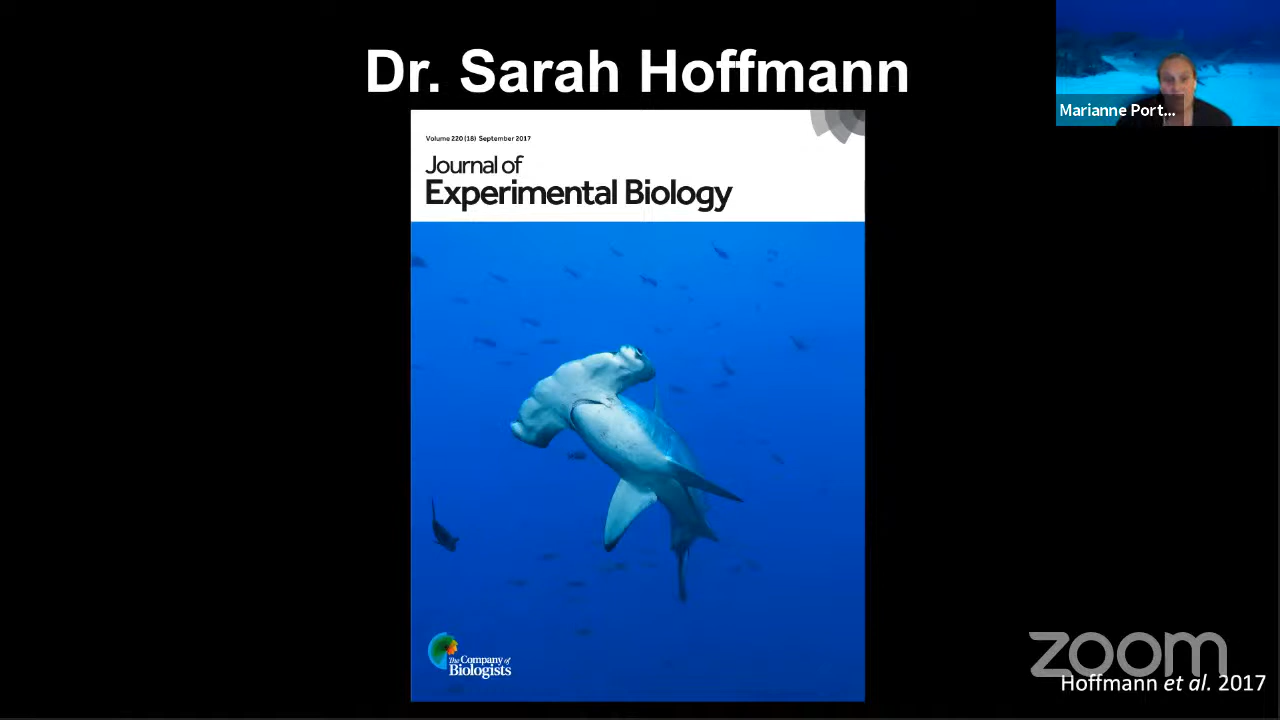 Dr. Sarah Hoffmann
Marianne Port...
Volume 220 (18) September 2017
Journal of
Experimental Biology
The Company of
Biologists
zoom
Hoffmann et al. 2017